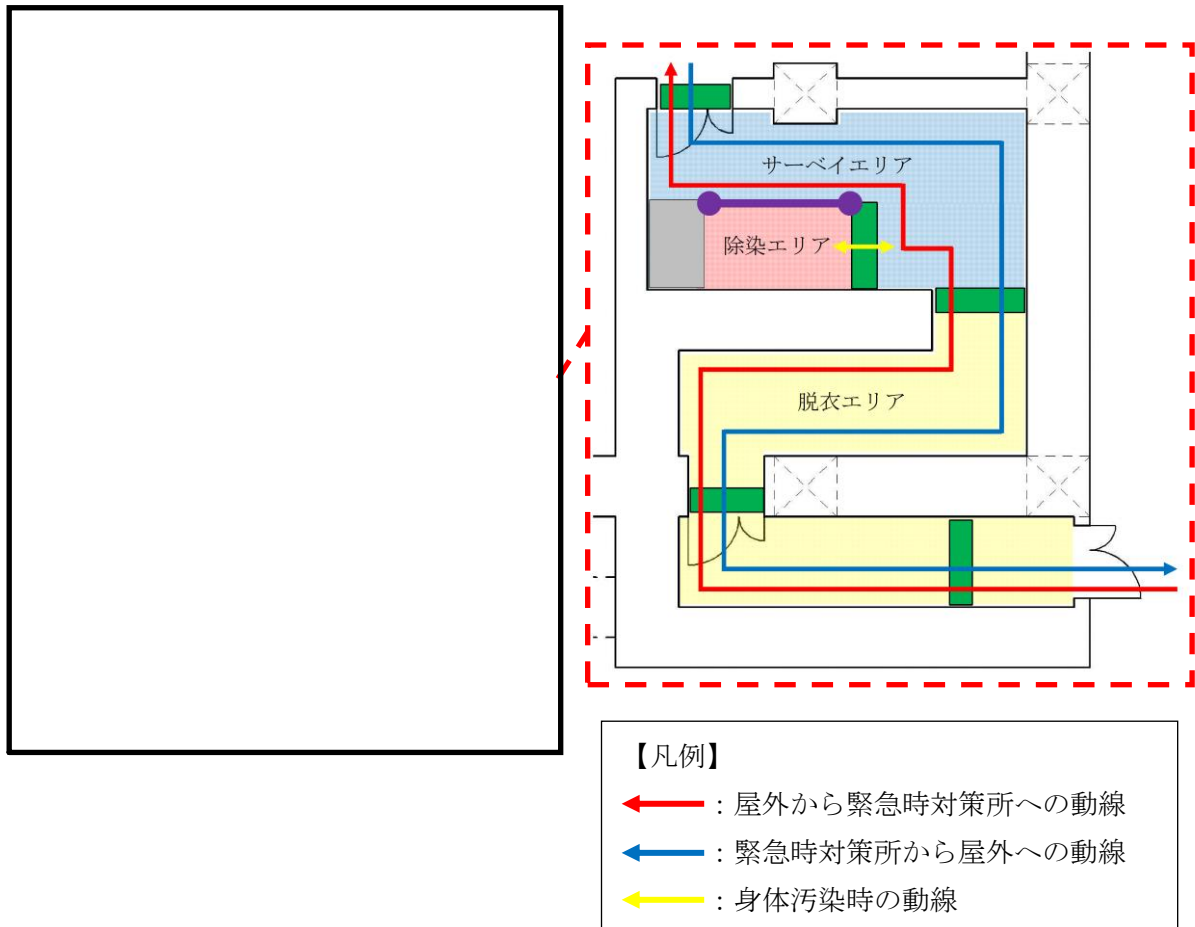 サーベイエリア
除染エリア
脱衣エリア
【凡例】
：屋外から緊急時対策所への動線
：緊急時対策所から屋外への動線
：身体汚染時の動線